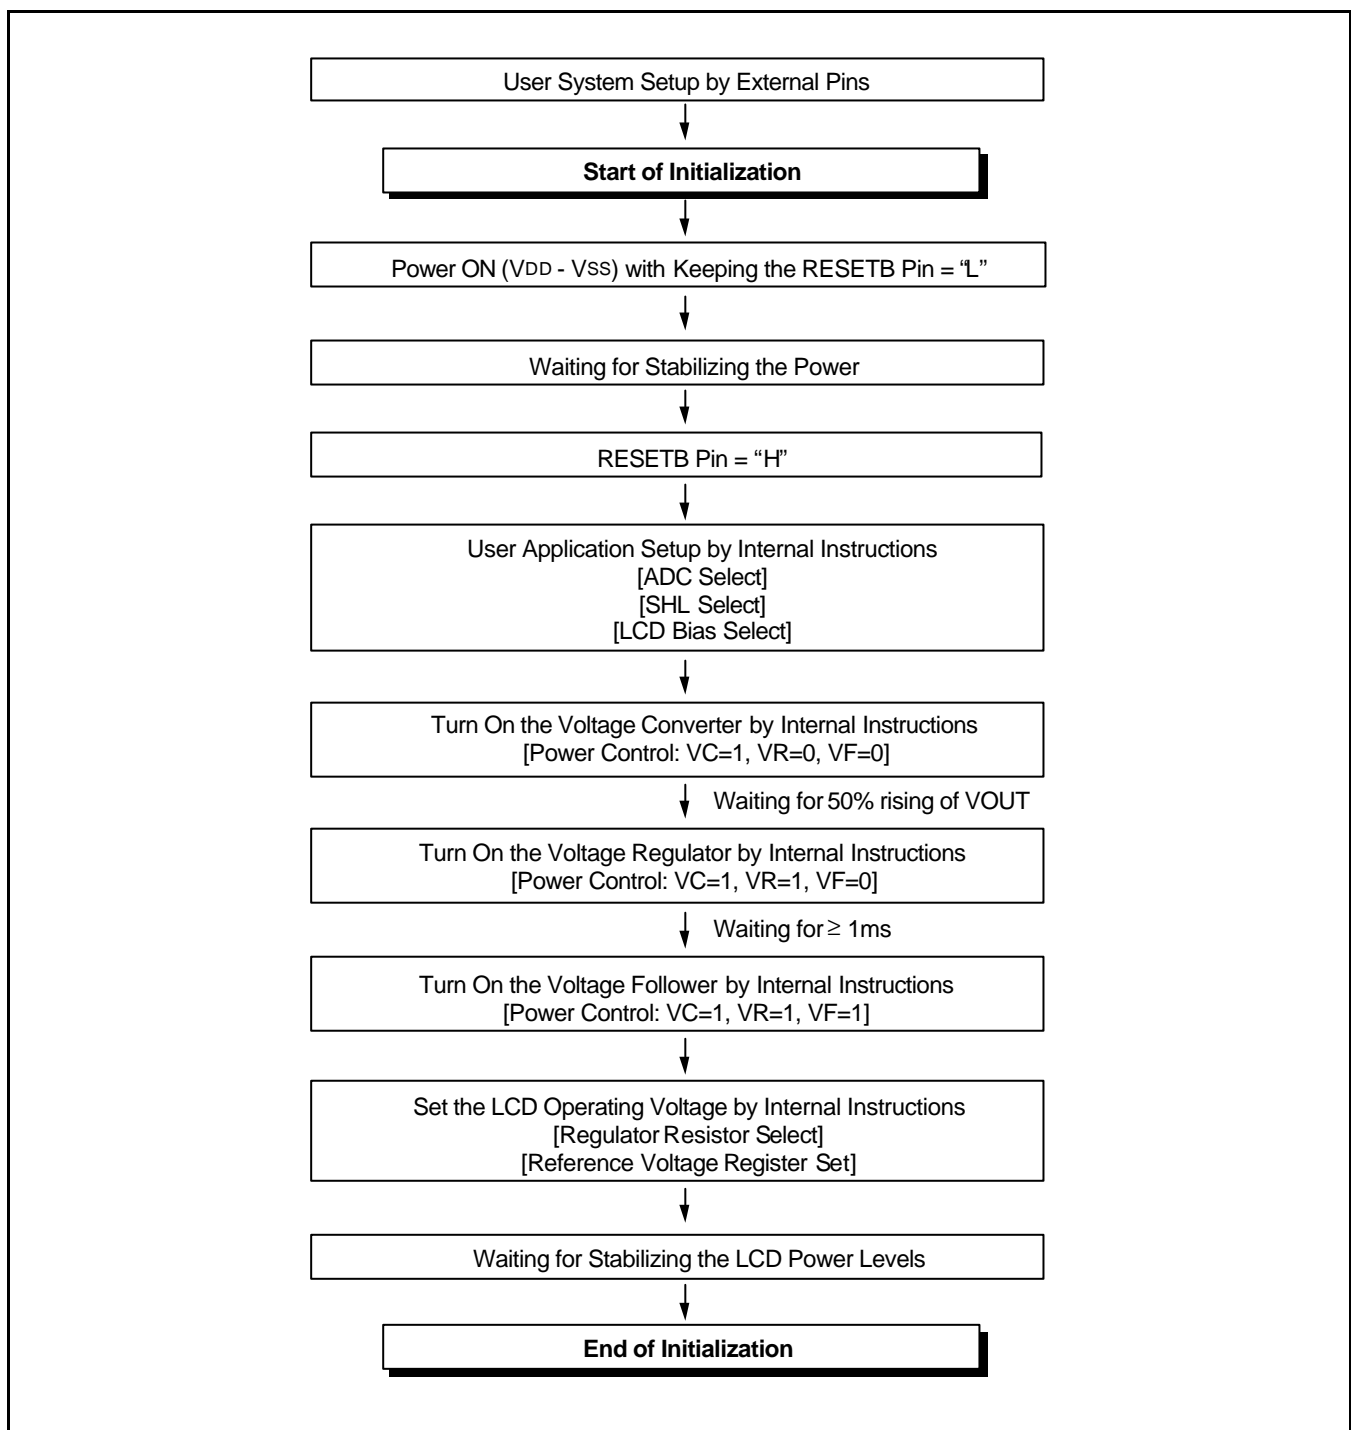 User System Setup by External Pins
Start of Initialization
Power ON (VDD - VSS) with Keeping the RESETB Pin = “L”
Waiting for Stabilizing the Power
RESETB Pin = “H”
User Application Setup by Internal Instructions
[ADC Select]
[SHL Select]
[LCD Bias Select]
Turn On the Voltage Converter by Internal Instructions
[Power Control: VC=1, VR=0, VF=0]
Waiting for 50% rising of VOUT
Turn On the Voltage Regulator by Internal Instructions
[Power Control: VC=1, VR=1, VF=0]
Waiting for ≥ 1ms
Turn On the Voltage Follower by Internal Instructions
[Power Control: VC=1, VR=1, VF=1]
Set the LCD Operating Voltage by Internal Instructions
[Regulator Resistor Select]
[Reference Voltage Register Set]
Waiting for Stabilizing the LCD Power Levels
End of Initialization